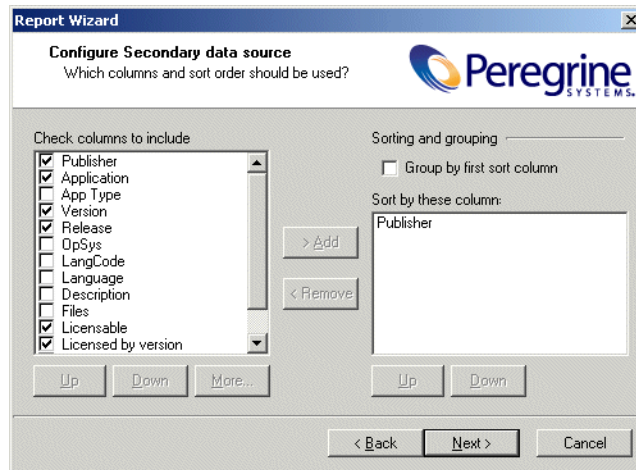 Report Wizard
Configure Secondary data source
Which columns and sort order should be used?
Peregrine
SYSTEMS
Check columns to include
Publisher
Application
App Type
Version
Release
OpSys
LangCode
Language
Description
Files
Licensable
Licensed by version
Up
Down
More...
> Add
< Remove
Sorting and grouping
Group by first sort column
Sort by these column:
Publisher
Up
Down
< Back
Next >
Cancel